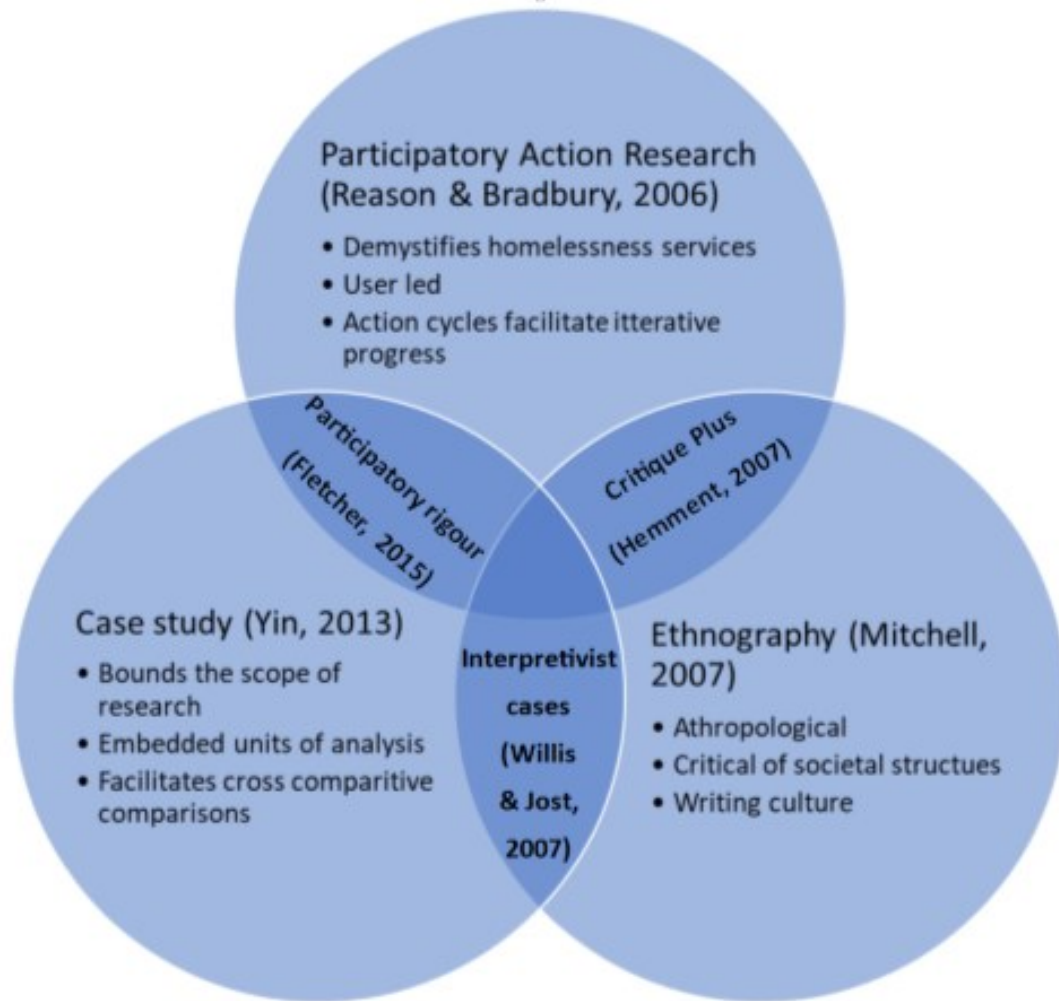 Participatory Action Research
(Reason & Bradbury, 2006)
• Demystifies homelessness services
• User led
• Action cycles facilitate itterative
progress
Participatory rigour
(Fletcher, 2015)
Critique Plus
(Hemment, 2007)
Case study (Yin, 2013)
• Bounds the scope of
research
• Embedded units of analysis
• Facilitates cross comparitive
comparisons
Interpretivist
cases
(Willis
& Jost,
2007)
Ethnography (Mitchell,
2007)
• Athropological
• Critical of societal structues
• Writing culture